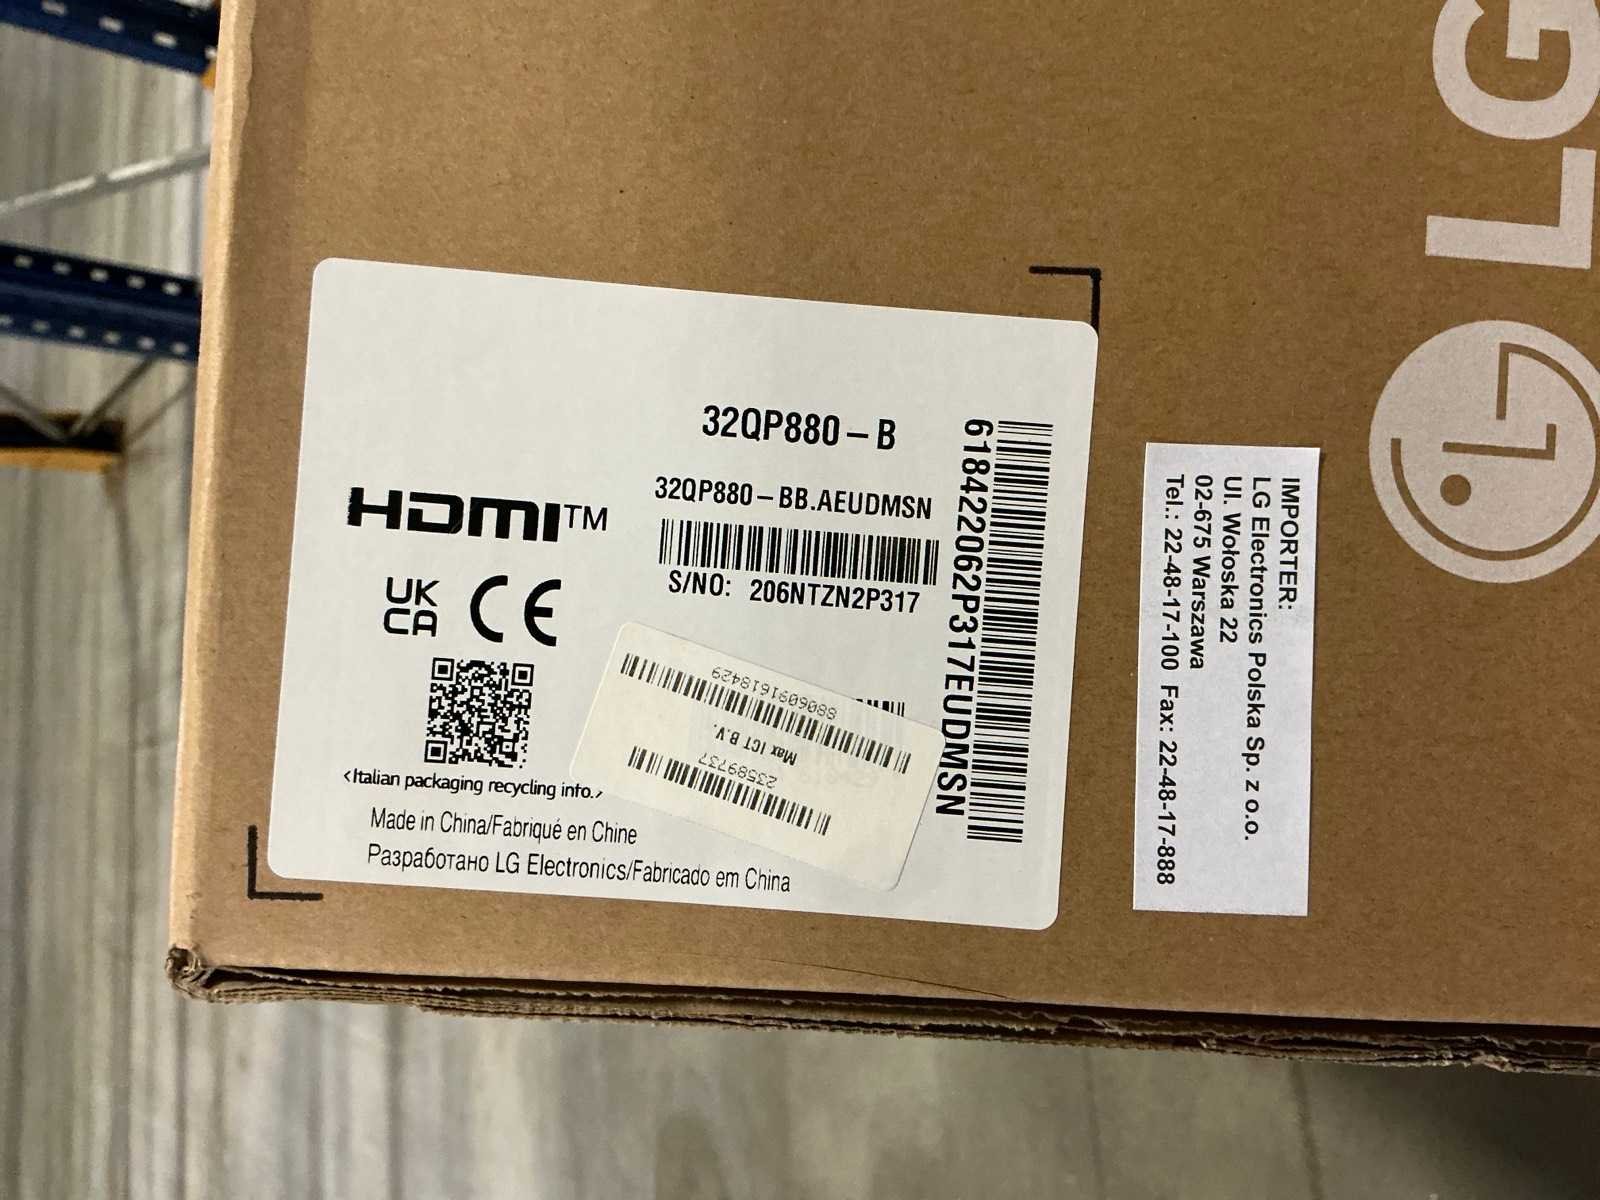 LG
32QP880-B
32QP880-BB.AEUDMSN
S/NO: 206NTZN2P317
HDMI™
UK
CA
CE
<Italian packaging recycling info.>
Made in China/Fabriqué en Chine
Разработано LG Electronics/Fabricado em China
6184222062P317EUDMSN
8806091618429
Max ICT B.V.
23589737
IMPORTER:
LG Electronics Polska Sp. z o.o.
Ul. Wołoska 22
02-675 Warszawa
Tel.: 22-48-17-100 Fax: 22-48-17-888